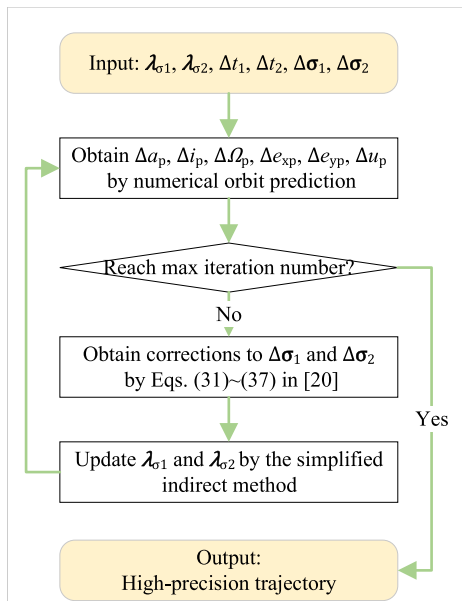 Input: λσ1, λσ2, Δt1, Δt2, Δσ1, Δσ2
Obtain Δap, Δip, ΔΩp, Δexp, Δeyp, Δup
by numerical orbit prediction
Reach max iteration number?
No
Obtain corrections to Δσ1 and Δσ2
by Eqs. (31)~(37) in [20]
Yes
Update λσ1 and λσ2 by the simplified
indirect method
Output:
High-precision trajectory